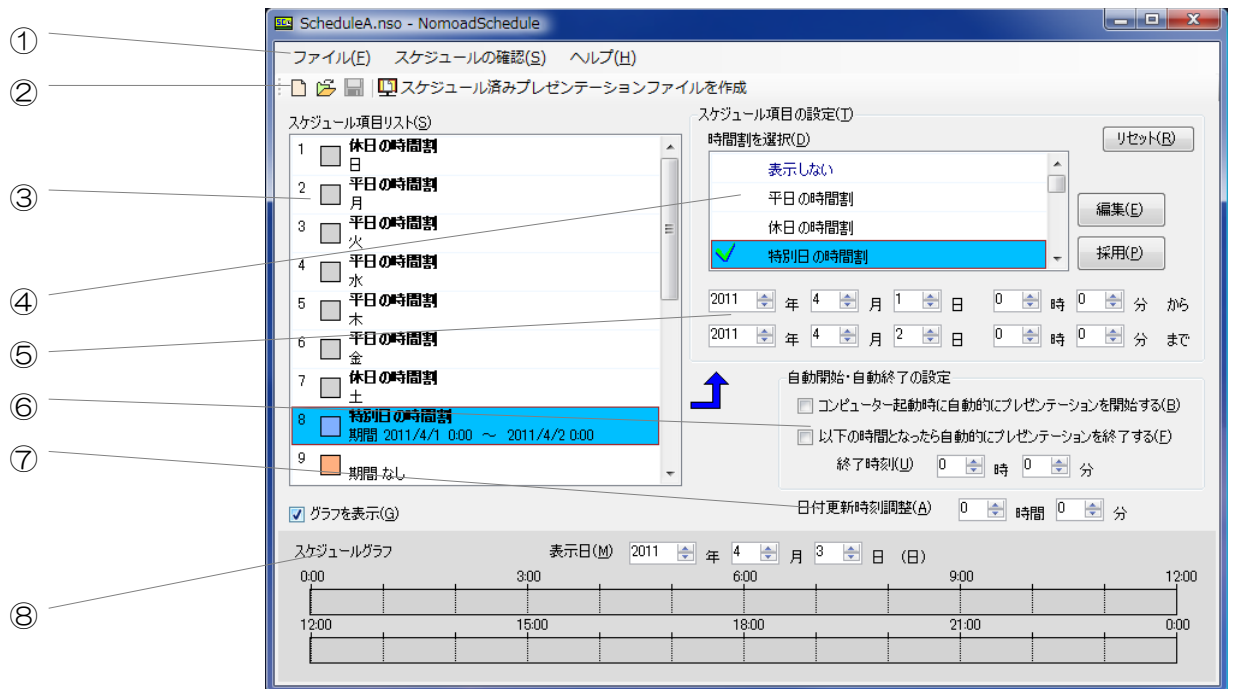 ScheduleA.nso - NomoadSchedule
①
ファイル(F) スケジュールの確認(S) ヘルプ(H)
②
スケジュール済みプレゼンテーションファイルを作成
スケジュール項目リスト(S)
1 休日の時間割
日
2 平日の時間割
月
③
3 平日の時間割
火
4 平日の時間割
水
④
5 平日の時間割
木
⑤
6 平日の時間割
金
7 休日の時間割
土
⑥
8 特別日の時間割
期間 2011/4/1 0:00 ～ 2011/4/2 0:00
⑦
9
期間 なし
スケジュール項目の設定(T)
時間割を選択(D)
リセット(R)
表示しない
平日の時間割
休日の時間割
特別日の時間割
編集(E)
採用(P)
2011 年 4 月 1 日 0 時 0 分 から
2011 年 4 月 2 日 0 時 0 分 まで
自動開始・自動終了の設定
コンピューター起動時に自動的にプレゼンテーションを開始する(B)
以下の時間となったら自動的にプレゼンテーションを終了する(F)
終了時刻(U) 0 時 0 分
日付更新時刻調整(A) 0 時間 0 分
グラフを表示(G)
⑧
スケジュールグラフ 表示日(M) 2011 年 4 月 3 日 (日)
0:00 3:00 6:00 9:00 12:00
12:00 15:00 18:00 21:00 0:00